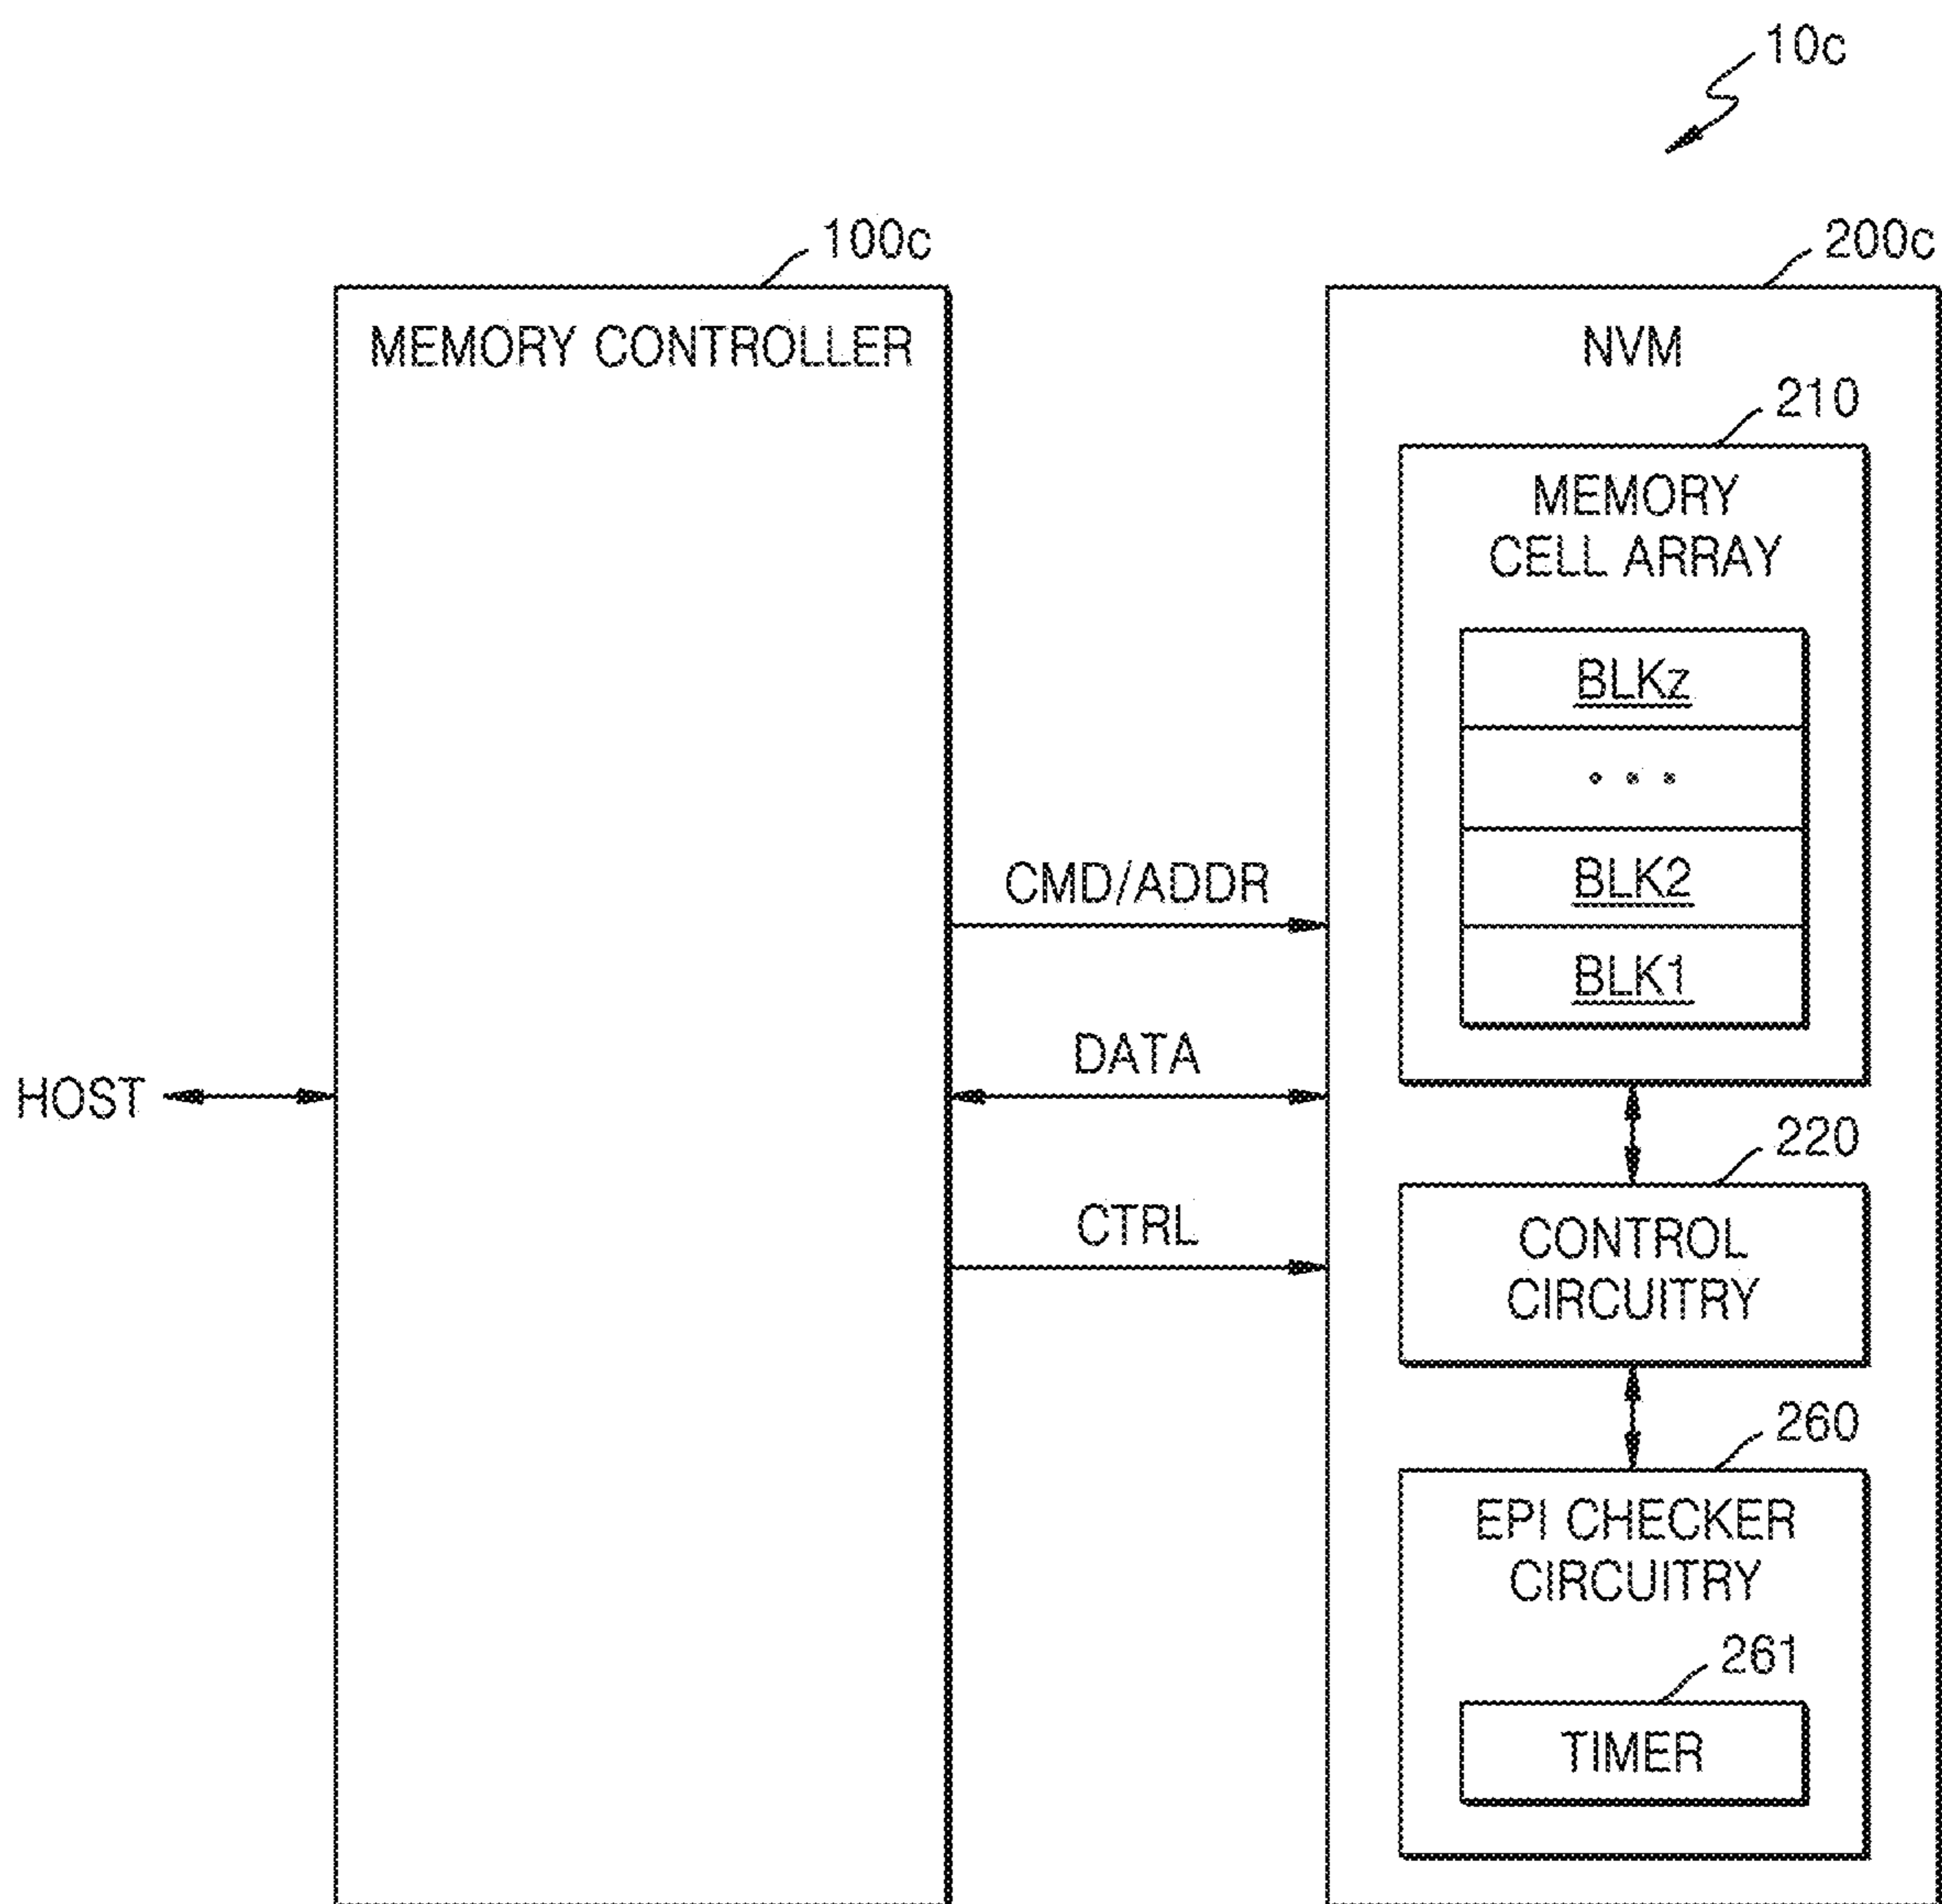 10c
100c
200c
MEMORY CONTROLLER
NVM
210
MEMORY
CELL ARRAY
BLKz
...
BLK2
BLK1
CMD/ADDR
DATA
HOST
CTRL
220
CONTROL
CIRCUITRY
260
EPI CHECKER
CIRCUITRY
261
TIMER